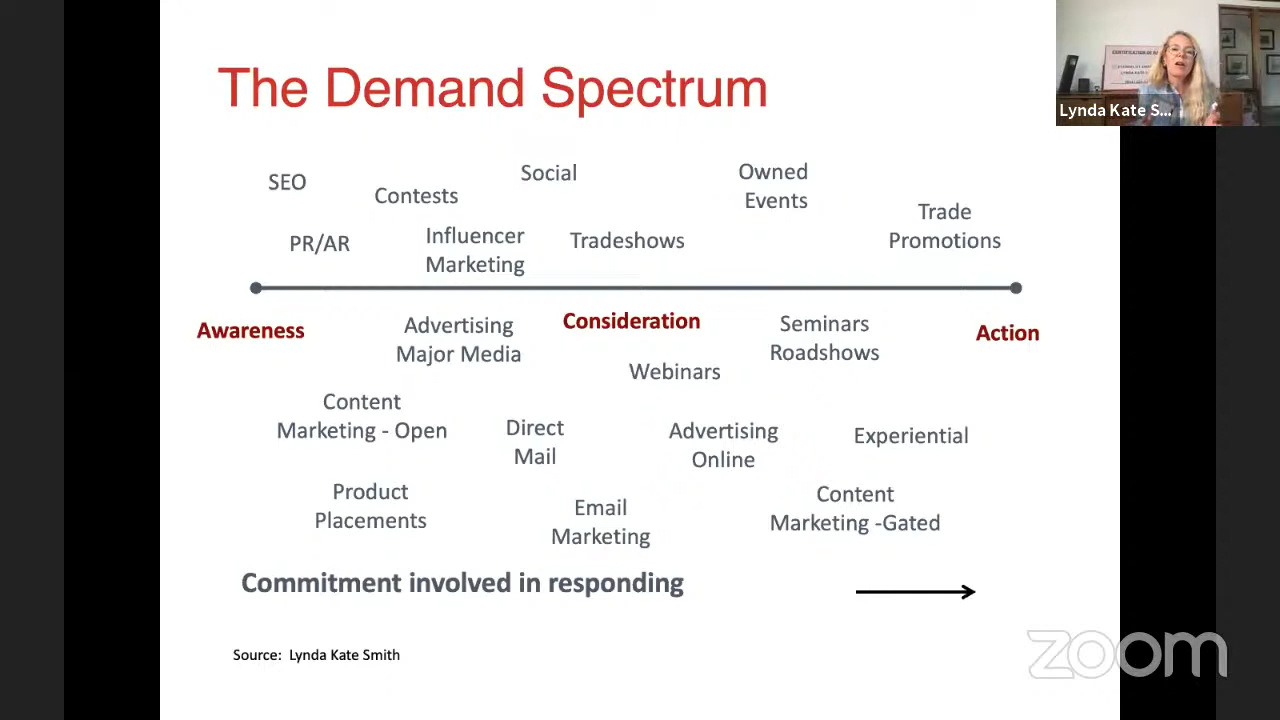 The Demand Spectrum
Lynda Kate S...
SEO
Contests
Social
Owned
Events
Trade
Promotions
PR/AR
Influencer
Marketing
Tradeshows
Awareness
Advertising
Major Media
Consideration
Seminars
Roadshows
Action
Webinars
Content
Marketing - Open
Direct
Mail
Advertising
Online
Experiential
Product
Placements
Email
Marketing
Content
Marketing -Gated
Commitment involved in responding
Source: Lynda Kate Smith
zoom